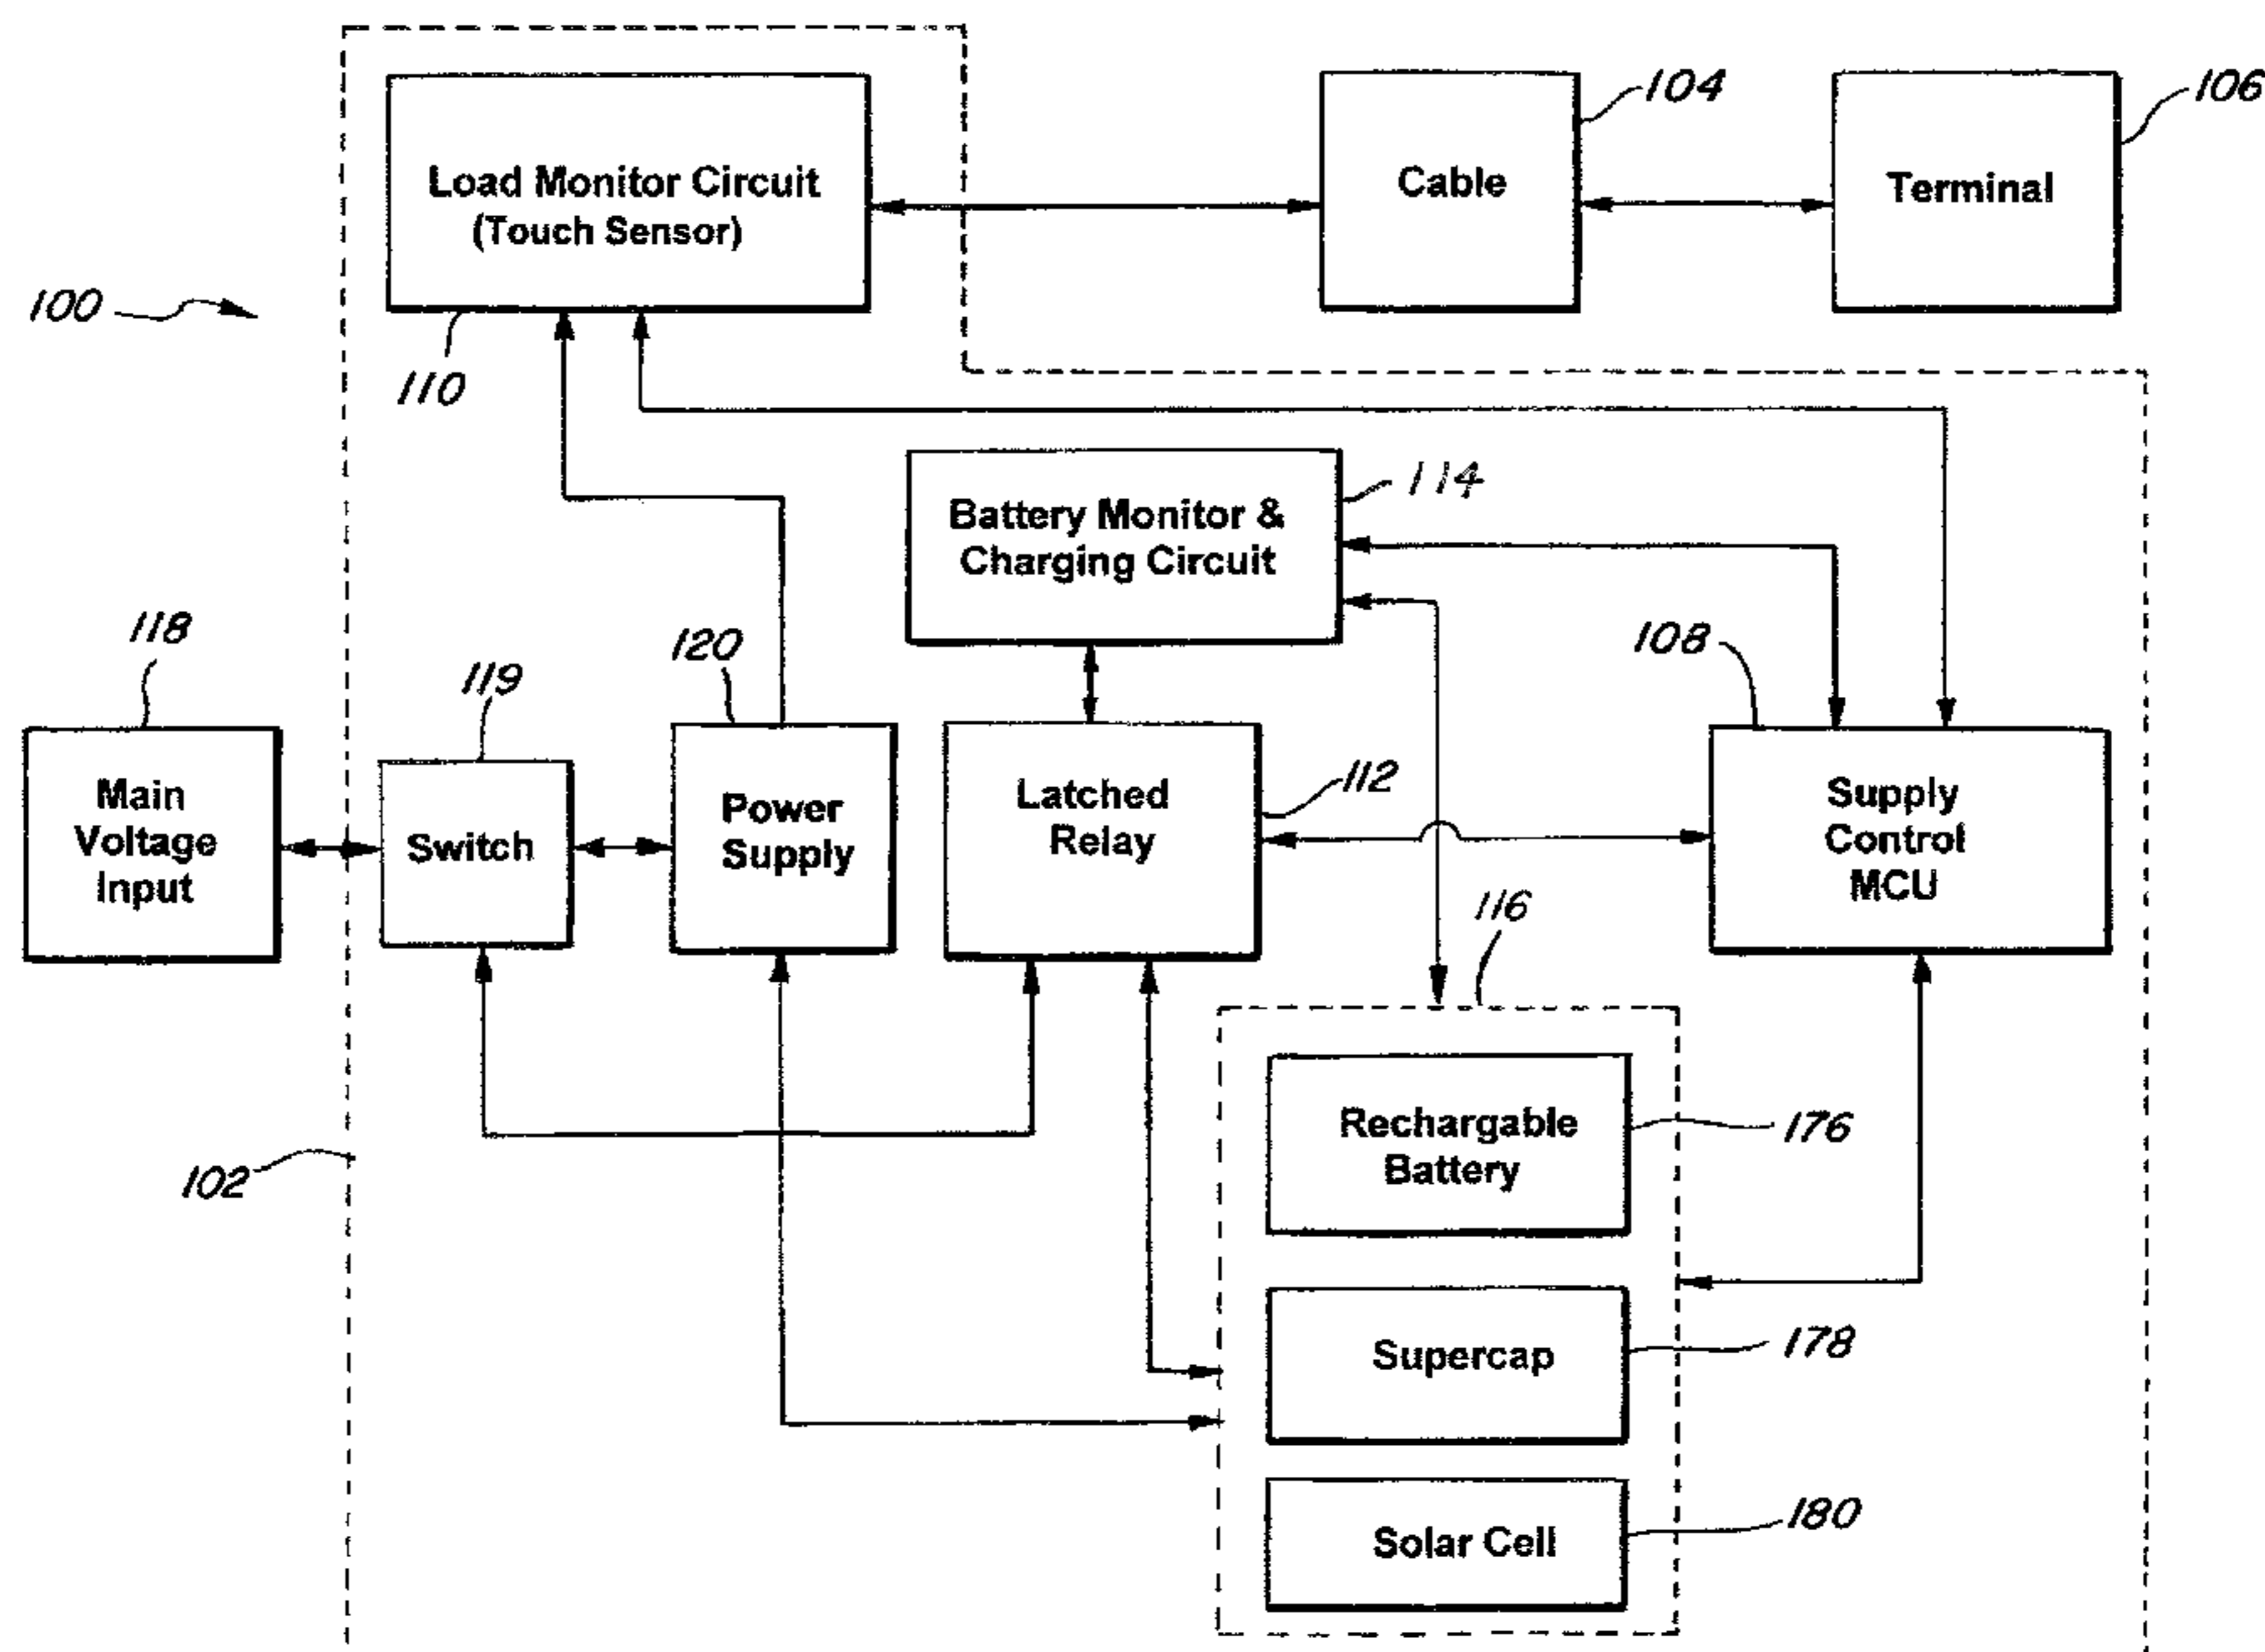 104
106
Load Monitor Circuit
(Touch Sensor)
Cable
Terminal
100
110
114
Battery Monitor &
Charging Circuit
118
119
120
108
Main
Voltage
Input
Switch
Power
Supply
Latched
Relay
112
Supply
Control
MCU
116
102
Rechargable
Battery
176
Supercap
178
Solar Cell
180